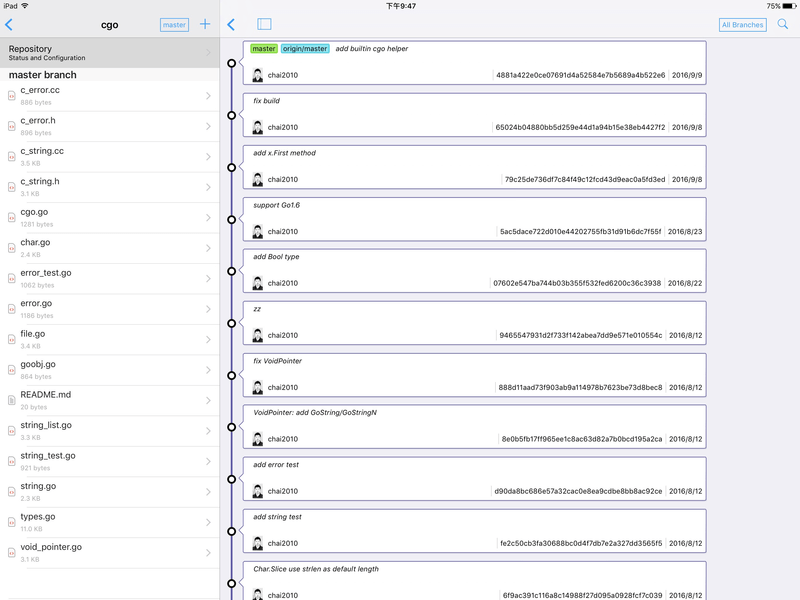 iPad 下午9:47 75%
cgo master + All Branches
Repository
Status and Configuration
master branch
c_error.cc
886 bytes
c_error.h
896 bytes
c_string.cc
3.5 KB
c_string.h
3.1 KB
cgo.go
1281 bytes
char.go
2.4 KB
error_test.go
1062 bytes
error.go
1186 bytes
file.go
3.4 KB
goobj.go
864 bytes
README.md
20 bytes
string_list.go
3.3 KB
string_test.go
921 bytes
string.go
2.3 KB
types.go
11.0 KB
void_pointer.go
3.1 KB
master origin/master add builtin cgo helper
chai2010 4881a422e0ce07691d4a52584e7b5689a4b522e6 2016/9/9
fix build
chai2010 65024b04880bb5d259e44d1a94b15e38eb4427f2 2016/9/8
add x.First method
chai2010 79c25de736df7c84f49c12fcd43d9eac0a5fd3ed 2016/9/8
support Go1.6
chai2010 5ac5dace722d010e44202755fb31d91b6dc7f55f 2016/8/23
add Bool type
chai2010 07602e547ba744b03b355f532fed6200c36c3938 2016/8/22
zz
chai2010 9465547931d2f733f142abea7dd9e571e010554c 2016/8/12
fix VoidPointer
chai2010 888d11aad73f903ab9a114978b7623be73d8bec8 2016/8/12
VoidPointer: add GoString/GoStringN
chai2010 8e0b5fb17ff965ee1c8ac63d82a7b0bcd195a2ca 2016/8/12
add error test
chai2010 d90da8bc686e57a32cac0e8ea9cdbe8bb8ac92ce 2016/8/12
add string test
chai2010 fe2c50cb3fa30688bc0d4f7db7e2a327dd3565f5 2016/8/12
Char.Slice use strlen as default length
chai2010 6f9ac391c116a8c14988f27d095a0928fcf7c039 2016/8/12